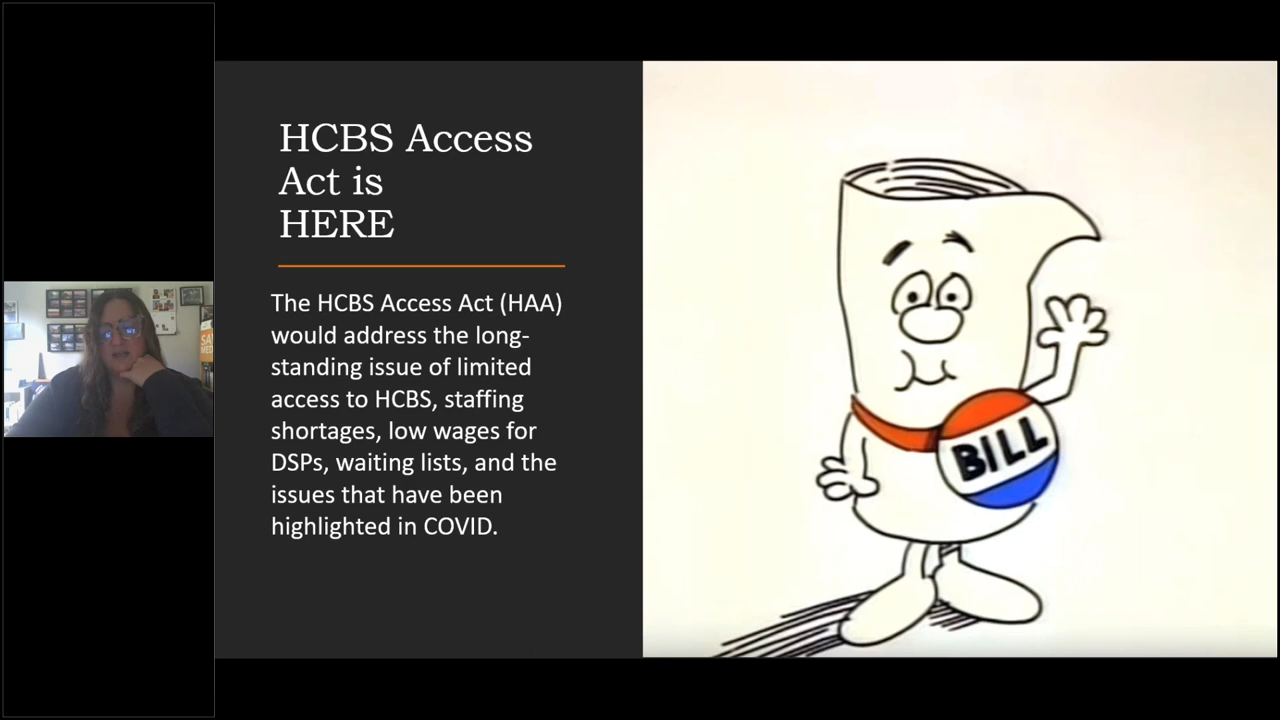 HCBS Access
Act is
HERE
The HCBS Access Act (HAA)
would address the long-
standing issue of limited
access to HCBS, staffing
shortages, low wages for
DSPs, waiting lists, and the
issues that have been
highlighted in COVID.
BILL